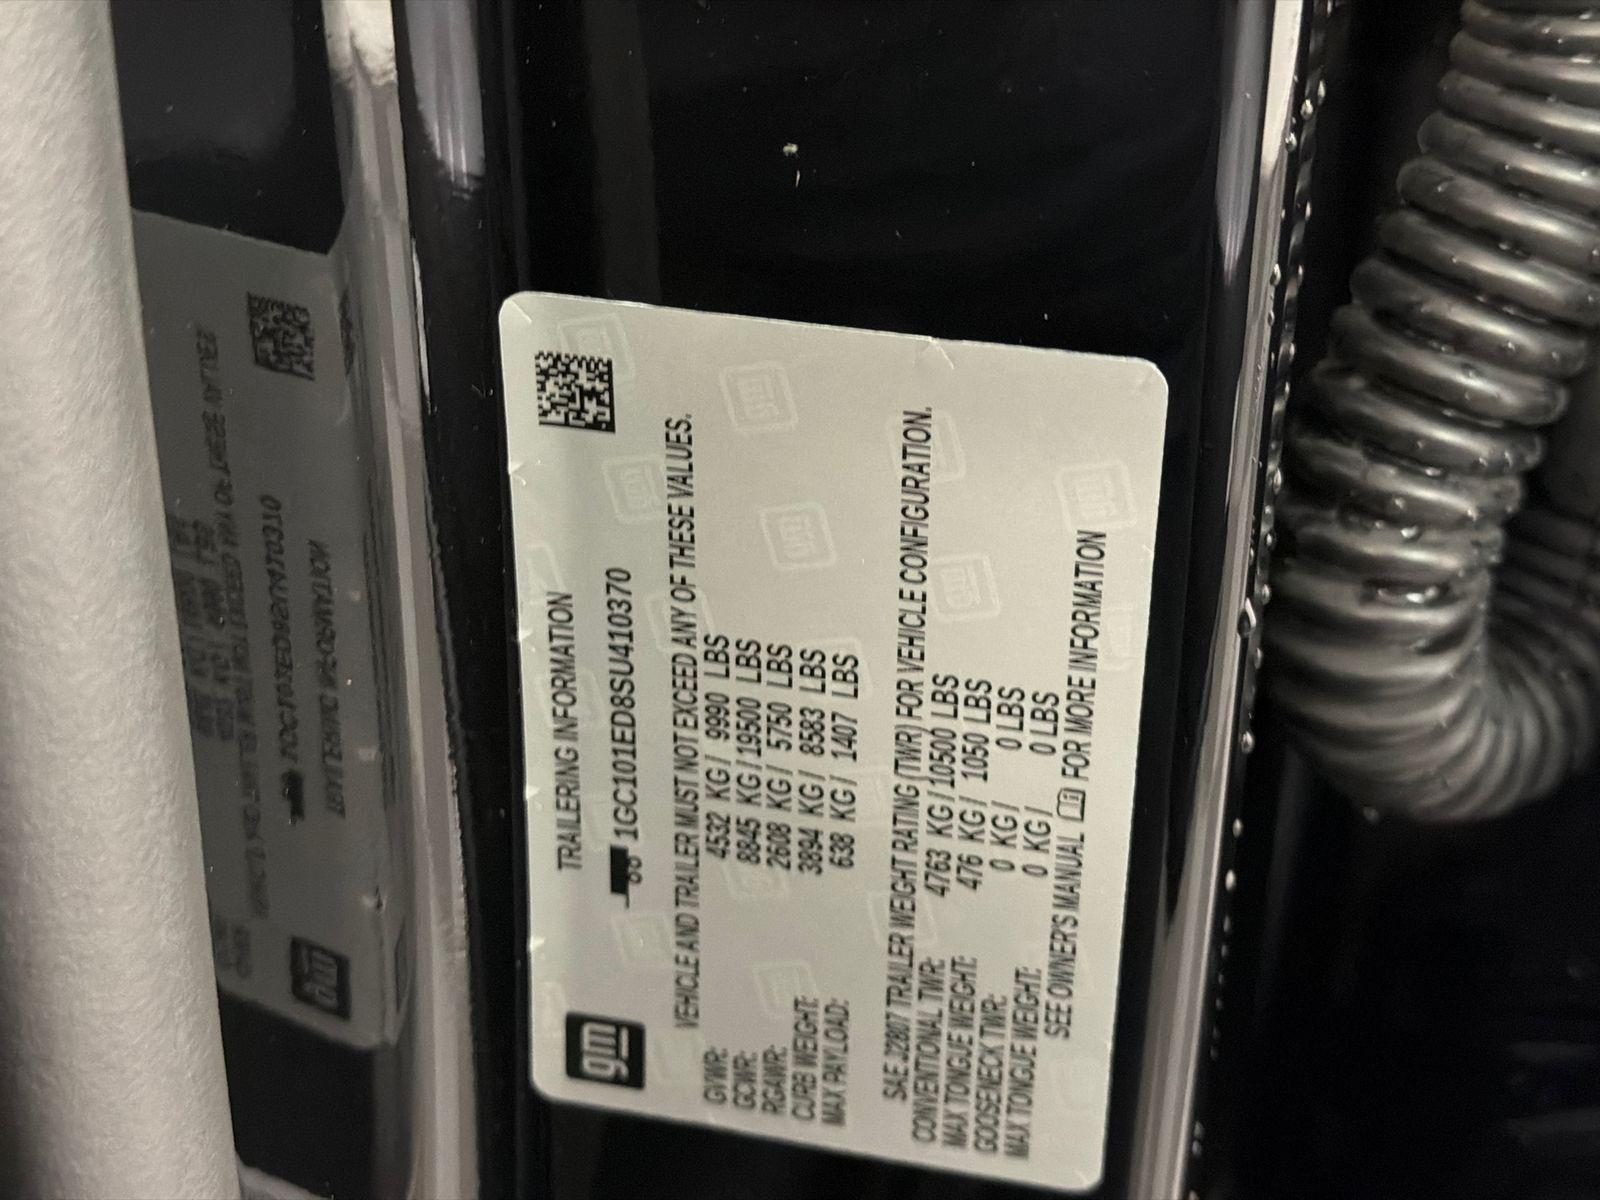 gm
TRAILERING INFORMATION
1GC101ED8SU410370
VEHICLE AND TRAILER MUST NOT EXCEED ANY OF THESE VALUES.
GVWR: 4532 KG/ 9990 LBS
GCWR: 8845 KG/19500 LBS
RGAWR: 2608 KG/ 5750 LBS
CURB WEIGHT: 3894 KG/ 8583 LBS
MAX PAYLOAD: 638 KG/ 1407 LBS
SAE J2807 TRAILER WEIGHT RATING (TWR) FOR VEHICLE CONFIGURATION.
CONVENTIONAL TWR: 4763 KG/10500 LBS
MAX TONGUE WEIGHT: 476 KG/ 1050 LBS
GOOSENECK TWR: 0 KG/ 0 LBS
MAX TONGUE WEIGHT: 0 KG/ 0 LBS
SEE OWNER'S MANUAL FOR MORE INFORMATION